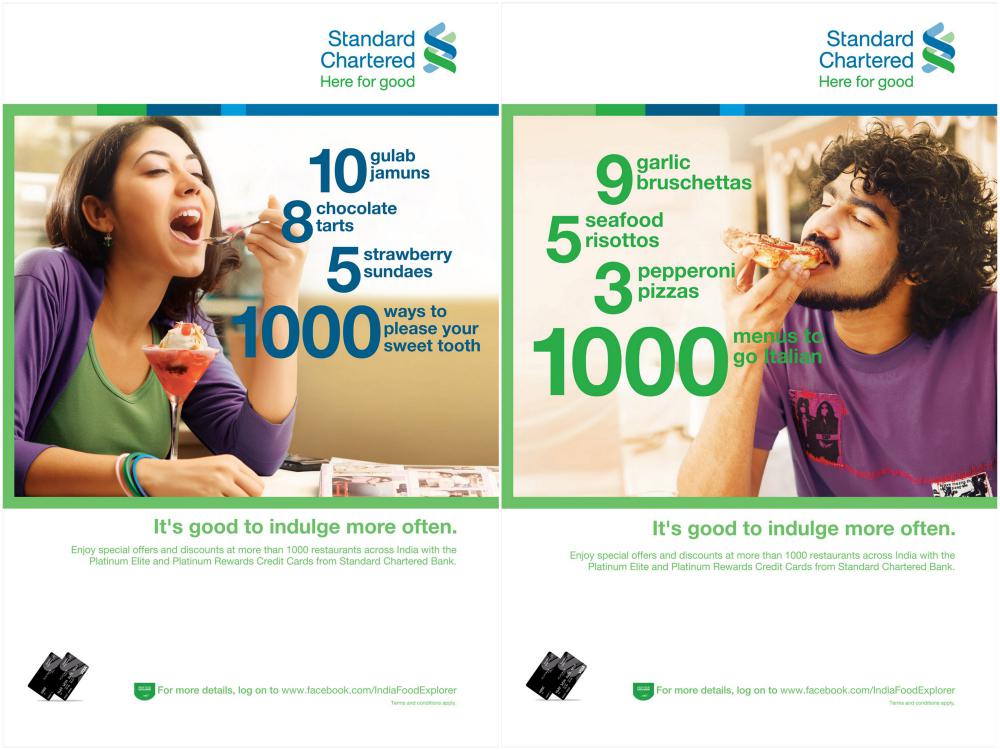 Standard
Chartered
Here for good
10 gulab
jamuns
8 chocolate
tarts
5 strawberry
sundaes
1000 ways to
please your
sweet tooth
It's good to indulge more often.
Enjoy special offers and discounts at more than 1000 restaurants across India with the
Platinum Elite and Platinum Rewards Credit Cards from Standard Chartered Bank.
For more details, log on to www.facebook.com/IndiaFoodExplorer
Terms and conditions apply.
Standard
Chartered
Here for good
9 garlic
bruschettas
5 seafood
risottos
3 pepperoni
pizzas
1000 menus to
go Italian
It's good to indulge more often.
Enjoy special offers and discounts at more than 1000 restaurants across India with the
Platinum Elite and Platinum Rewards Credit Cards from Standard Chartered Bank.
For more details, log on to www.facebook.com/IndiaFoodExplorer
Terms and conditions apply.